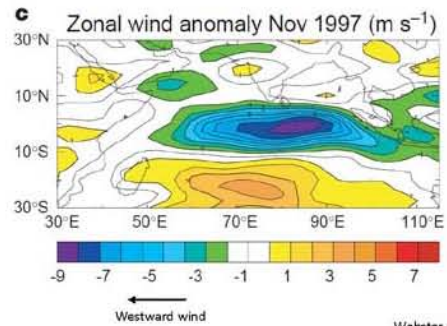 c Zonal wind anomaly Nov 1997 (m s⁻¹)
30°N
10°N
10°S
30°S
30°E 50°E 70°E 90°E 110°E
-9 -7 -5 -3 -1 1 3 5 7
Westward wind